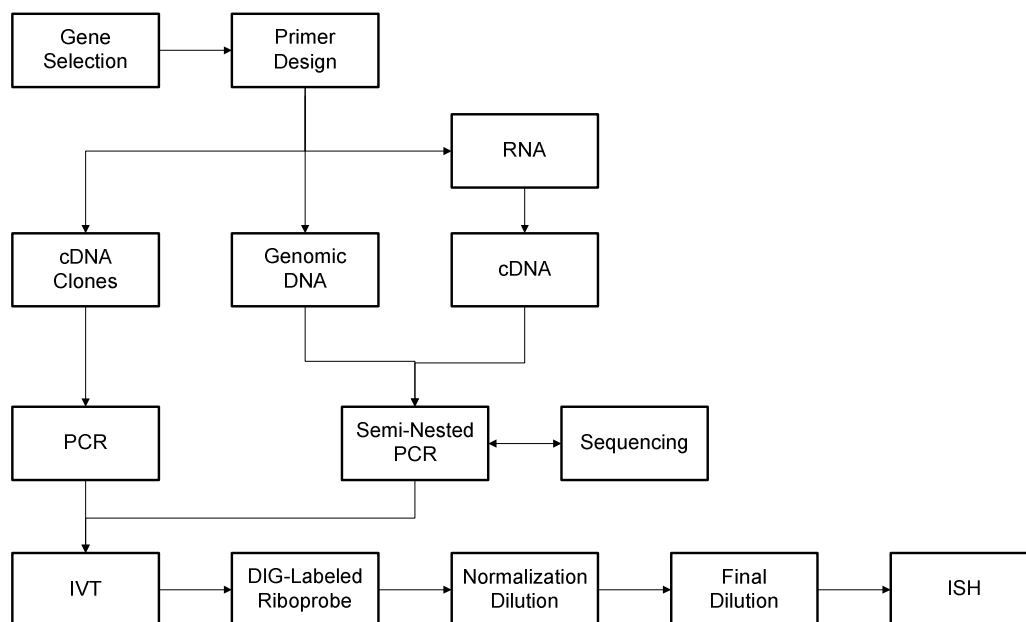 Gene
Selection
Primer
Design
RNA
cDNA
Clones
Genomic
DNA
cDNA
PCR
Semi-Nested
PCR
Sequencing
IVT
DIG-Labeled
Riboprobe
Normalization
Dilution
Final
Dilution
ISH